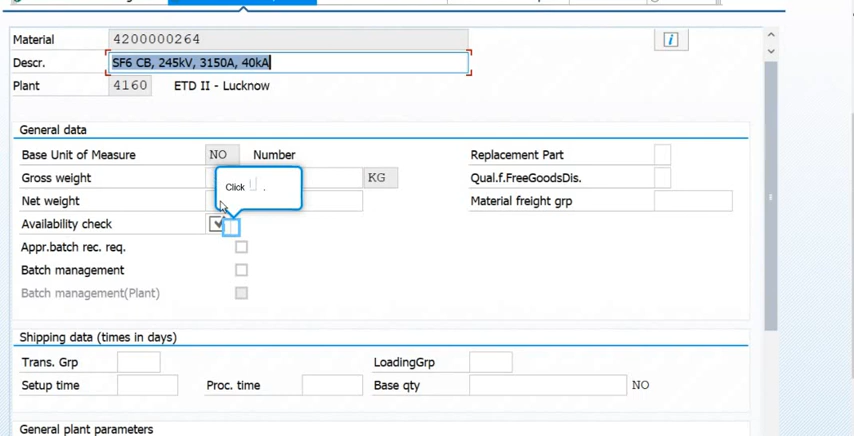 Material 4200000264
Descr. SF6 CB, 245kV, 3150A, 40kA
Plant 4160 ETD II - Lucknow
General data
Base Unit of Measure NO Number Replacement Part
Gross weight KG Qual.f.FreeGoodsDis.
Click .
Net weight Material freight grp
Availability check
Appr.batch rec. req.
Batch management
Batch management(Plant)
Shipping data (times in days)
Trans. Grp LoadingGrp
Setup time Proc. time Base qty NO
General plant parameters